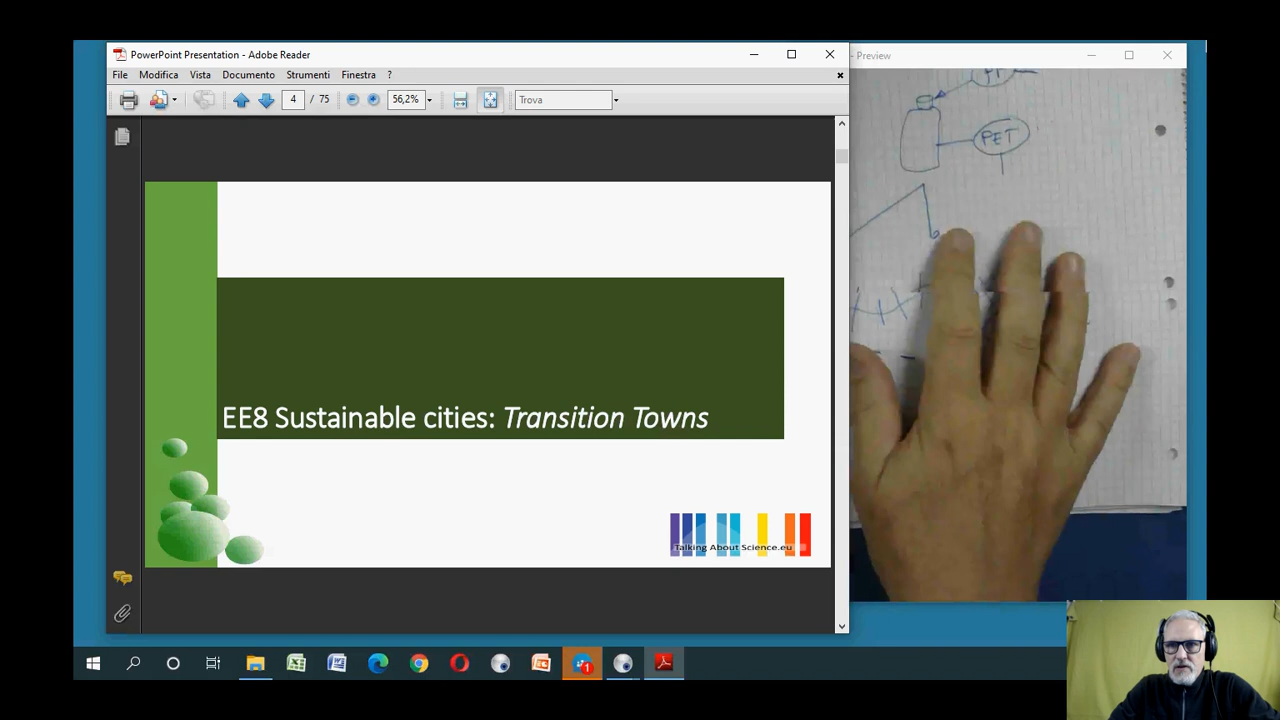 PowerPoint Presentation - Adobe Reader
- Preview
File Modifica Vista Documento Strumenti Finestra ?
4 / 75 56,2% Trova
PET
EE8 Sustainable cities: Transition Towns
Talking About Science.eu
1